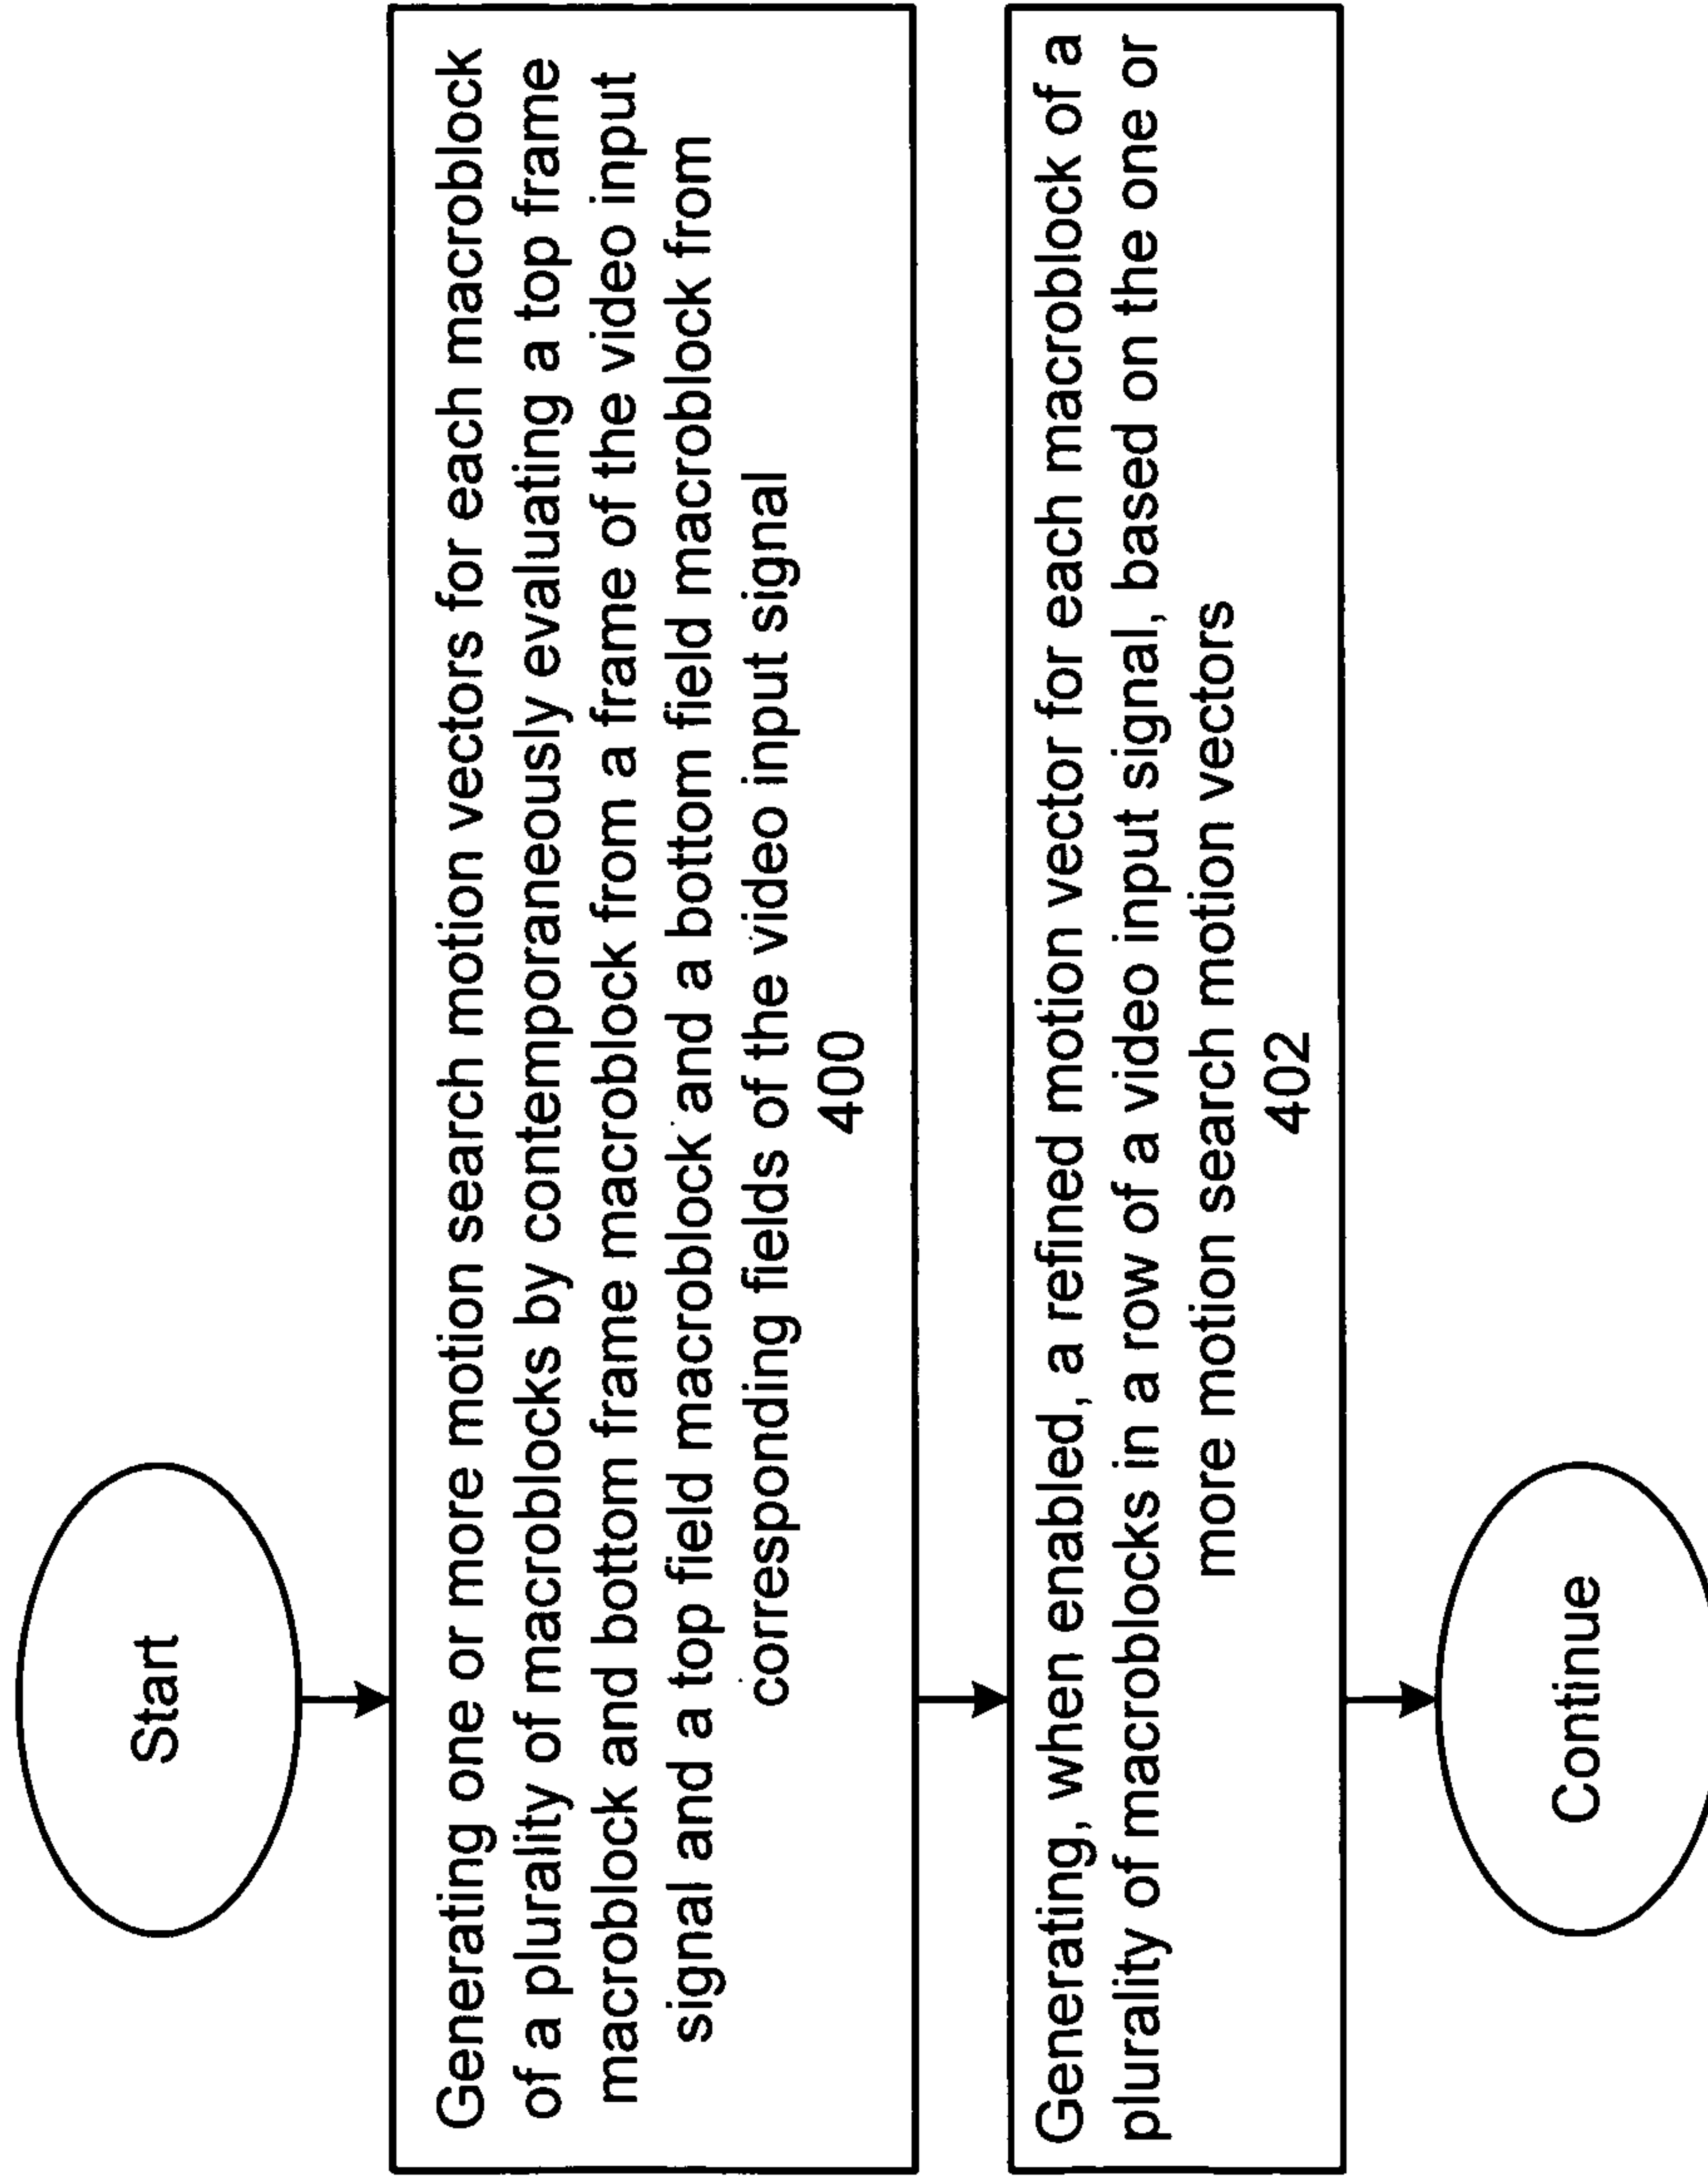 Start
Generating one or more motion search motion vectors for each macroblock
of a plurality of macroblocks by contemporaneously evaluating a top frame
macroblock and bottom frame macroblock from a frame of the video input
signal and a top field macroblock and a bottom field macroblock from
corresponding fields of the video input signal
400
Generating, when enabled, a refined motion vector for each macroblock of a
plurality of macroblocks in a row of a video input signal, based on the one or
more motion search motion vectors
402
Continue